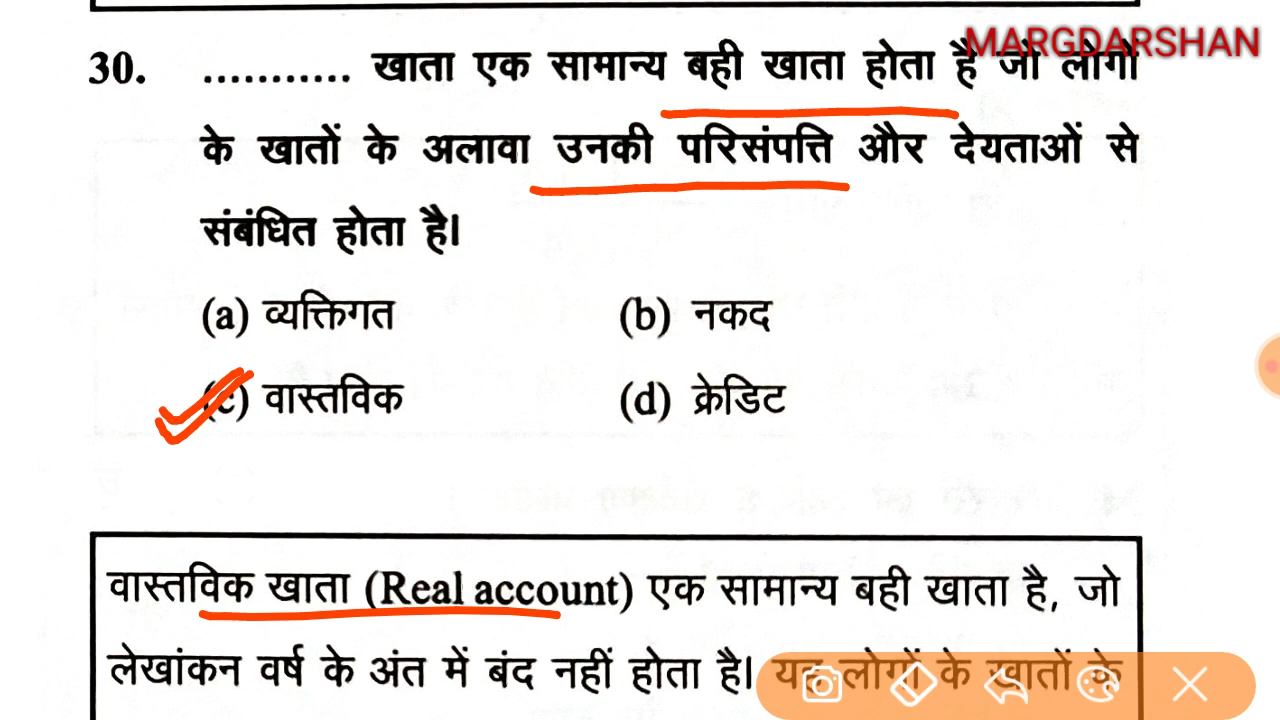 MARGDARSHAN
30. ........... खाता एक सामान्य बही खाता होता है जो लोगों
के खातों के अलावा उनकी परिसंपत्ति और देयताओं से
संबंधित होता है।
(a) व्यक्तिगत (b) नकद
(c) वास्तविक (d) क्रेडिट
वास्तविक खाता (Real account) एक सामान्य बही खाता है, जो
लेखांकन वर्ष के अंत में बंद नहीं होता है। यह लोगों के खातों के